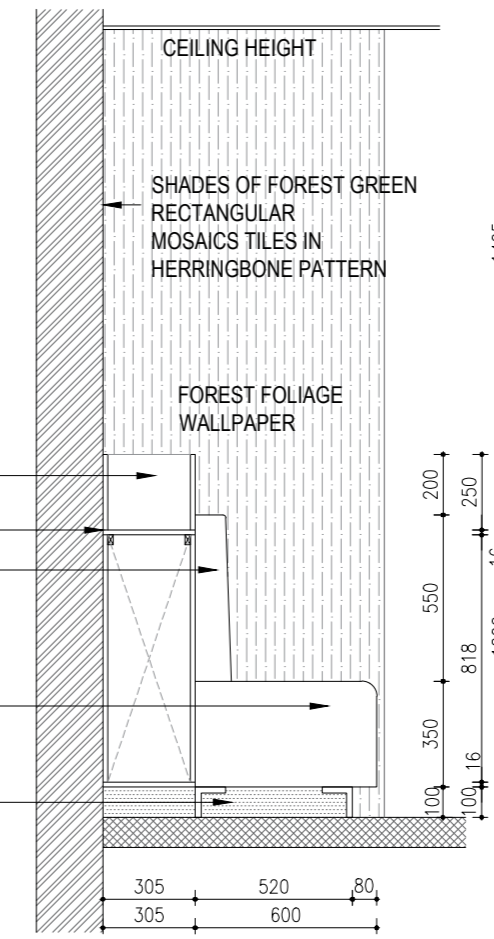 CEILING HEIGHT
SHADES OF FOREST GREEN
RECTANGULAR
MOSAICS TILES IN
HERRINGBONE PATTERN
FOREST FOLIAGE
WALLPAPER
200
250
550
818
350
16
100
100
305
520
80
305
600